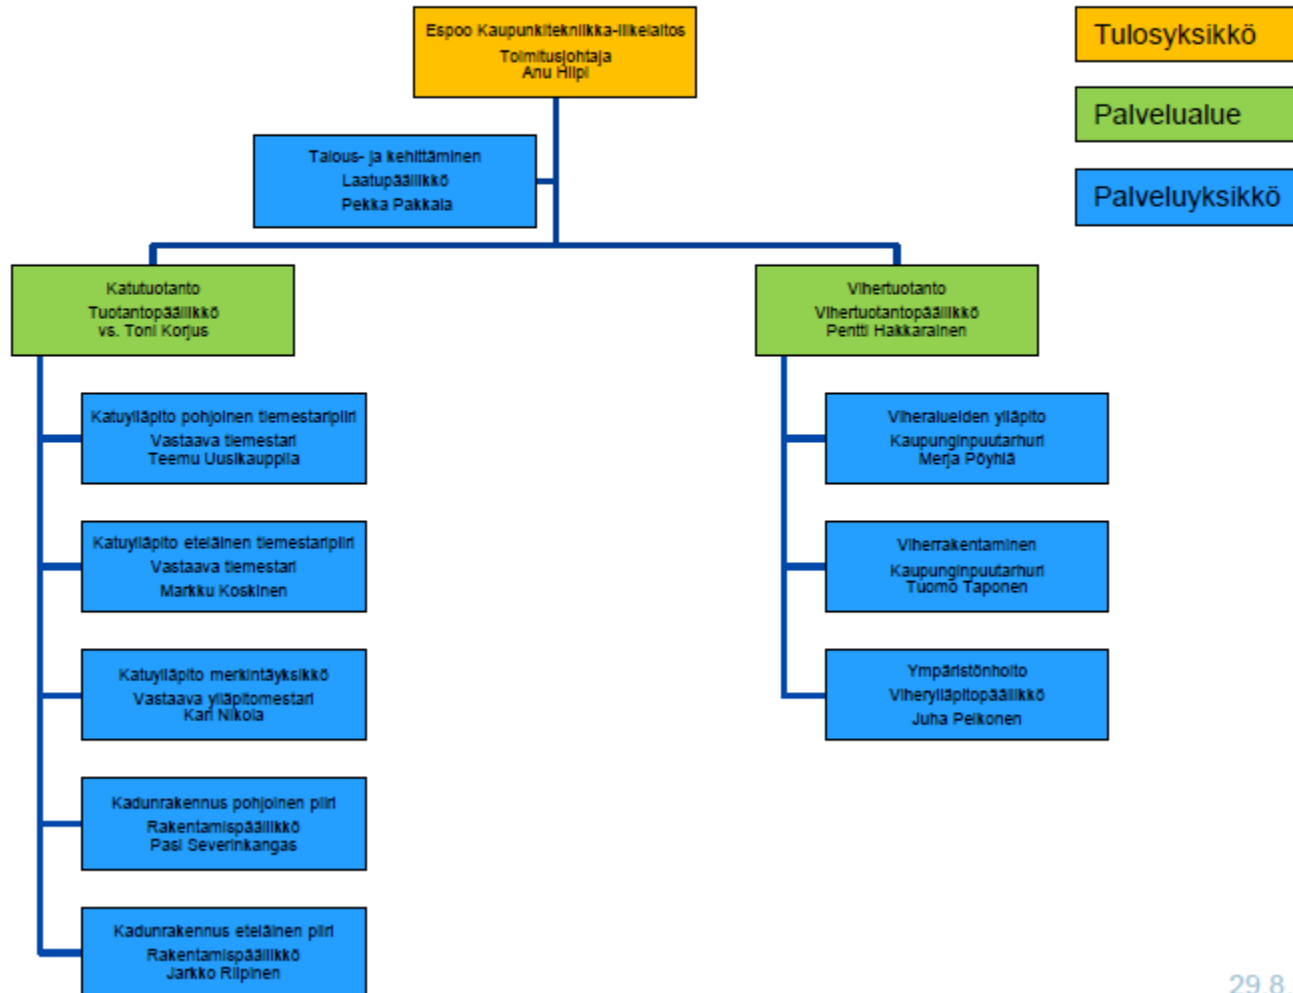 Espoo Kaupunkitekniikka-liikelaitos
Toimitusjohtaja
Anu Hiipi
Talous- ja kehittäminen
Laatupäällikkö
Pekka Pakkala
Katutuotanto
Tuotantopäällikkö
vs. Toni Korjus
Katuylläpito pohjoinen tiemestaripiiri
Vastaava tiemestari
Teemu Uusikauppila
Katuylläpito eteläinen tiemestaripiiri
Vastaava tiemestari
Markku Koskinen
Katuylläpito merkintäyksikkö
Vastaava ylläpitomestari
Kari Nikola
Kadunrakennus pohjoinen piiri
Rakentamispäällikkö
Pasi Severinkangas
Kadunrakennus eteläinen piiri
Rakentamispäällikkö
Jarkko Riipinen
Vihertuotanto
Vihertuotantopäällikkö
Pentti Hakkarainen
Viheralueiden ylläpito
Kaupunginpuutarhuri
Merja Pöyhiä
Viherrakentaminen
Kaupunginpuutarhuri
Tuomo Taponen
Ympäristönhoito
Viherylläpitopäällikkö
Juha Pelkonen
Tulosyksikkö
Palvelualue
Palveluyksikkö
29.8.